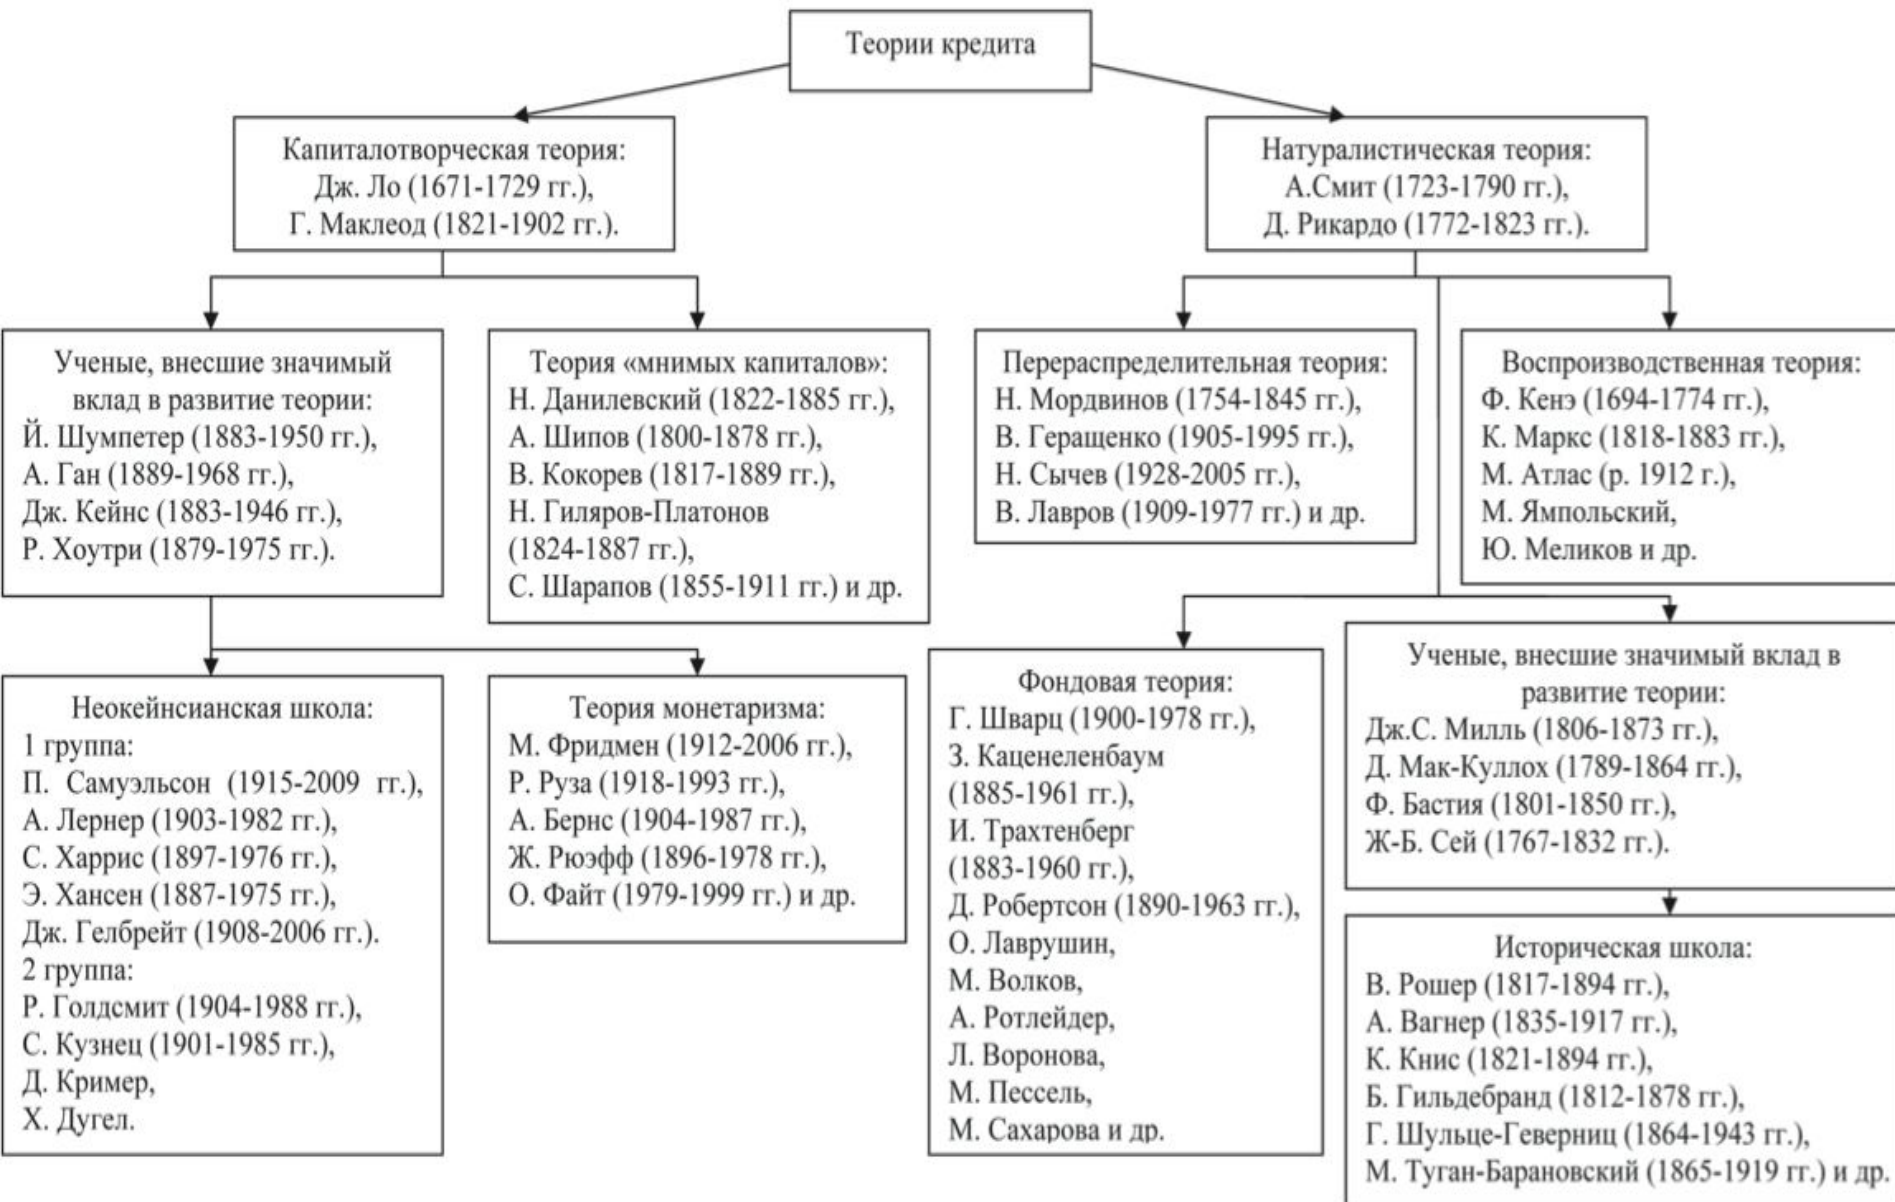 Теории кредита
Капиталотворческая теория:
Дж. Ло (1671-1729 гг.),
Г. Маклеод (1821-1902 гг.).
Натуралистическая теория:
А.Смит (1723-1790 гг.),
Д. Рикардо (1772-1823 гг.).
Ученые, внесшие значимый
вклад в развитие теории:
Й. Шумпетер (1883-1950 гг.),
А. Ган (1889-1968 гг.),
Дж. Кейнс (1883-1946 гг.),
Р. Хоутри (1879-1975 гг.).
Теория «мнимых капиталов»:
Н. Данилевский (1822-1885 гг.),
А. Шипов (1800-1878 гг.),
В. Кокорев (1817-1889 гг.),
Н. Гиляров-Платонов
(1824-1887 гг.),
С. Шарапов (1855-1911 гг.) и др.
Перераспределительная теория:
Н. Мордвинов (1754-1845 гг.),
В. Геращенко (1905-1995 гг.),
Н. Сычев (1928-2005 гг.),
В. Лавров (1909-1977 гг.) и др.
Воспроизводственная теория:
Ф. Кенэ (1694-1774 гг.),
К. Маркс (1818-1883 гг.),
М. Атлас (р. 1912 г.),
М. Ямпольский,
Ю. Меликов и др.
Неокейнсианская школа:
1 группа:
П. Самуэльсон (1915-2009 гг.),
А. Лернер (1903-1982 гг.),
С. Харрис (1897-1976 гг.),
Э. Хансен (1887-1975 гг.),
Дж. Гелбрейт (1908-2006 гг.).
2 группа:
Р. Голдсмит (1904-1988 гг.),
С. Кузнец (1901-1985 гг.),
Д. Кример,
Х. Дугел.
Теория монетаризма:
М. Фридмен (1912-2006 гг.),
Р. Руза (1918-1993 гг.),
А. Бернс (1904-1987 гг.),
Ж. Рюэфф (1896-1978 гг.),
О. Файт (1979-1999 гг.) и др.
Фондовая теория:
Г. Шварц (1900-1978 гг.),
З. Каценеленбаум
(1885-1961 гг.),
И. Трахтенберг
(1883-1960 гг.),
Д. Робертсон (1890-1963 гг.),
О. Лаврушин,
М. Волков,
А. Ротлейдер,
Л. Воронова,
М. Пессель,
М. Сахарова и др.
Ученые, внесшие значимый вклад в
развитие теории:
Дж.С. Милль (1806-1873 гг.),
Д. Мак-Куллох (1789-1864 гг.),
Ф. Бастия (1801-1850 гг.),
Ж-Б. Сей (1767-1832 гг.).
Историческая школа:
В. Рошер (1817-1894 гг.),
А. Вагнер (1835-1917 гг.),
К. Книс (1821-1894 гг.),
Б. Гильдебранд (1812-1878 гг.),
Г. Шульце-Геверниц (1864-1943 гг.),
М. Туган-Барановский (1865-1919 гг.) и др.